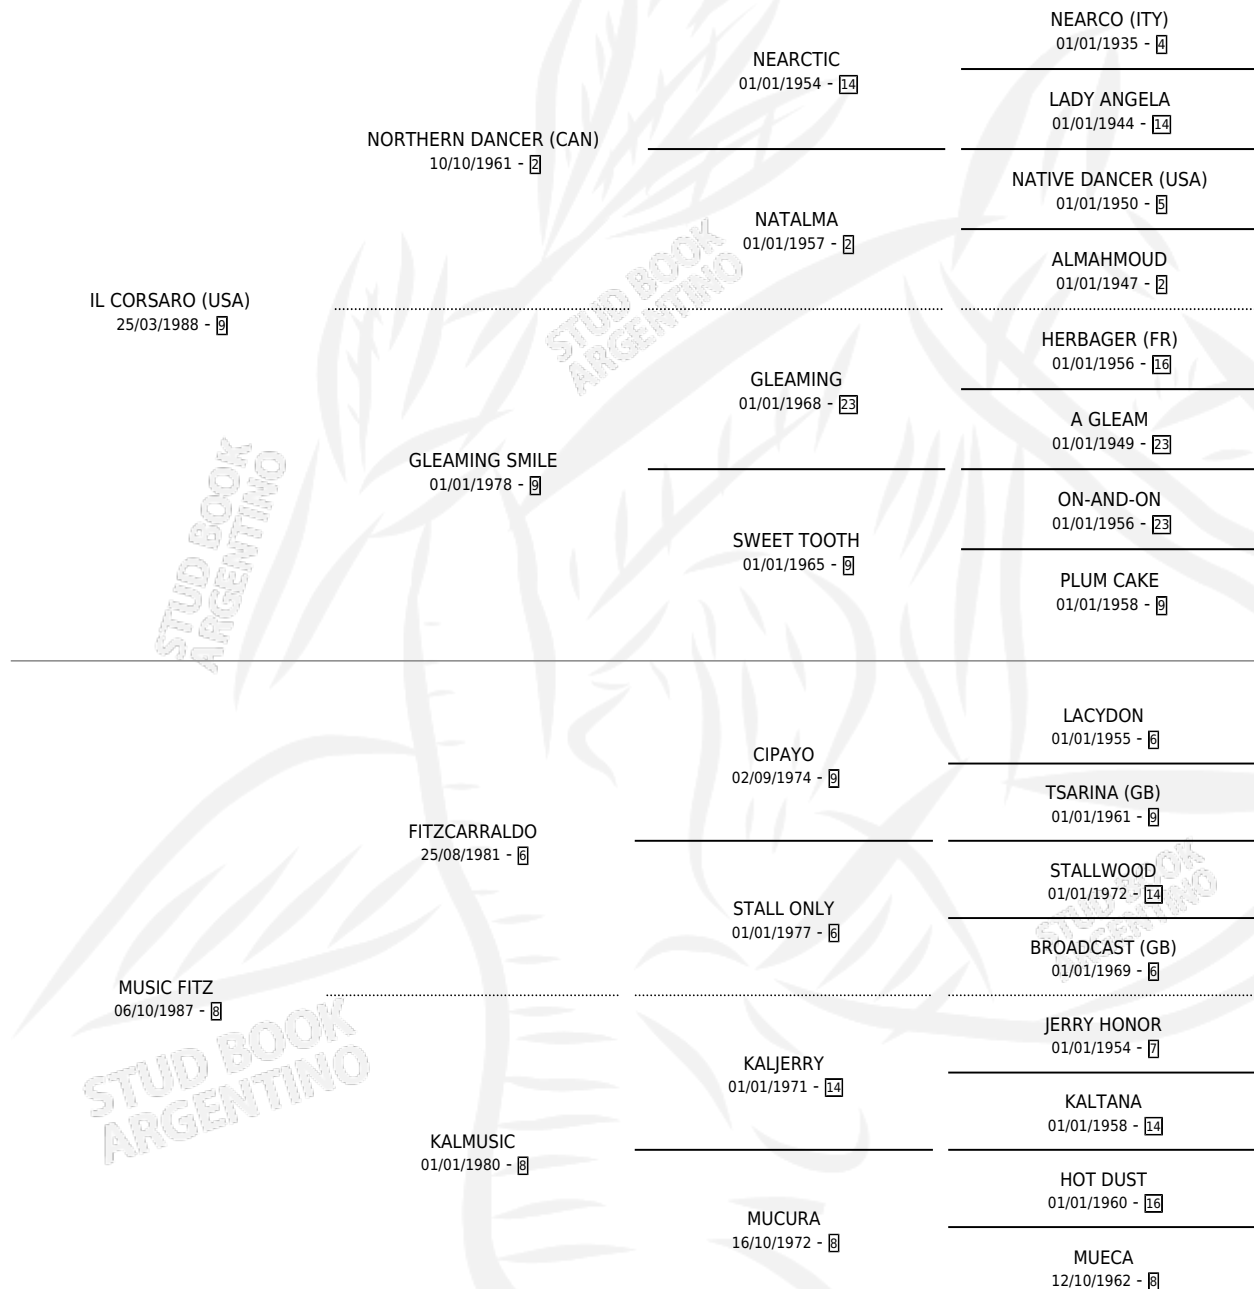 NEARCO (ITY)
01/01/1935 - 4
NEARCTIC
01/01/1954 - 14
LADY ANGELA
01/01/1944 - 14
NORTHERN DANCER (CAN)
10/10/1961 - 2
NATIVE DANCER (USA)
01/01/1950 - 5
NATALMA
01/01/1957 - 2
ALMAHMOUD
01/01/1947 - 2
IL CORSARO (USA)
25/03/1988 - 9
HERBAGER (FR)
01/01/1956 - 16
GLEAMING
01/01/1968 - 23
A GLEAM
01/01/1949 - 23
GLEAMING SMILE
01/01/1978 - 9
ON-AND-ON
01/01/1956 - 23
SWEET TOOTH
01/01/1965 - 9
PLUM CAKE
01/01/1958 - 9
LACYDON
01/01/1955 - 6
CIPAYO
02/09/1974 - 9
TSARINA (GB)
01/01/1961 - 9
FITZCARRALDO
25/08/1981 - 6
STALLWOOD
01/01/1972 - 14
STALL ONLY
01/01/1977 - 6
BROADCAST (GB)
01/01/1969 - 6
MUSIC FITZ
06/10/1987 - 8
JERRY HONOR
01/01/1954 - 7
KALJERRY
01/01/1971 - 14
KALTANA
01/01/1958 - 14
KALMUSIC
01/01/1980 - 8
HOT DUST
01/01/1960 - 16
MUCURA
16/10/1972 - 8
MUECA
12/10/1962 - 8
STUD BOOK
ARGENTINO
STUD BOOK
ARGENTINO
STUD BOOK
ARGENTINO
STUD BOOK
ARGENTINO